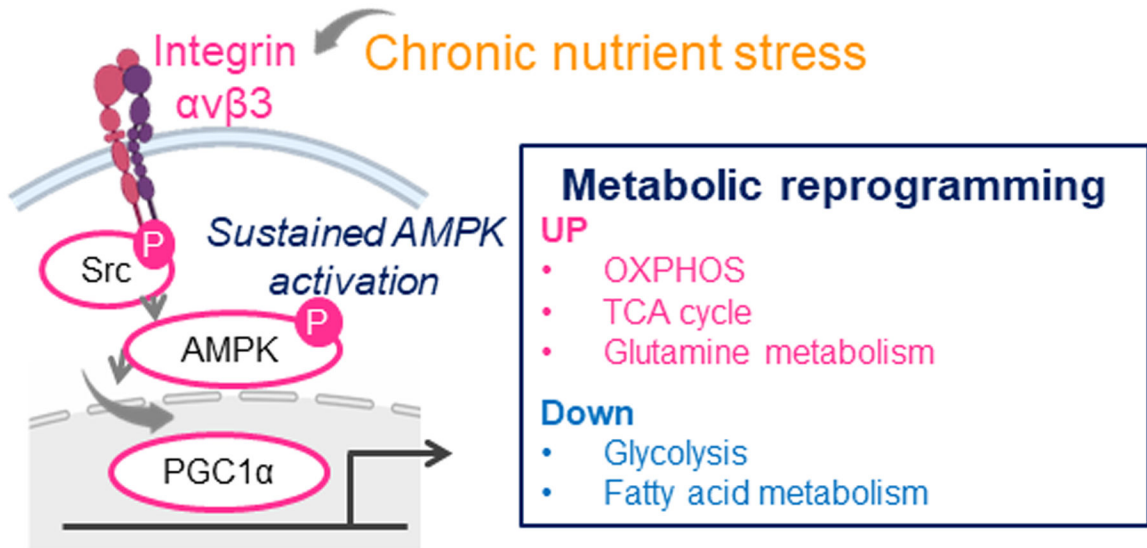 Integrin
αvβ3
Chronic nutrient stress
P
Src
Sustained AMPK
activation
P
AMPK
PGC1α
Metabolic reprogramming
UP
• OXPHOS
• TCA cycle
• Glutamine metabolism
Down
• Glycolysis
• Fatty acid metabolism